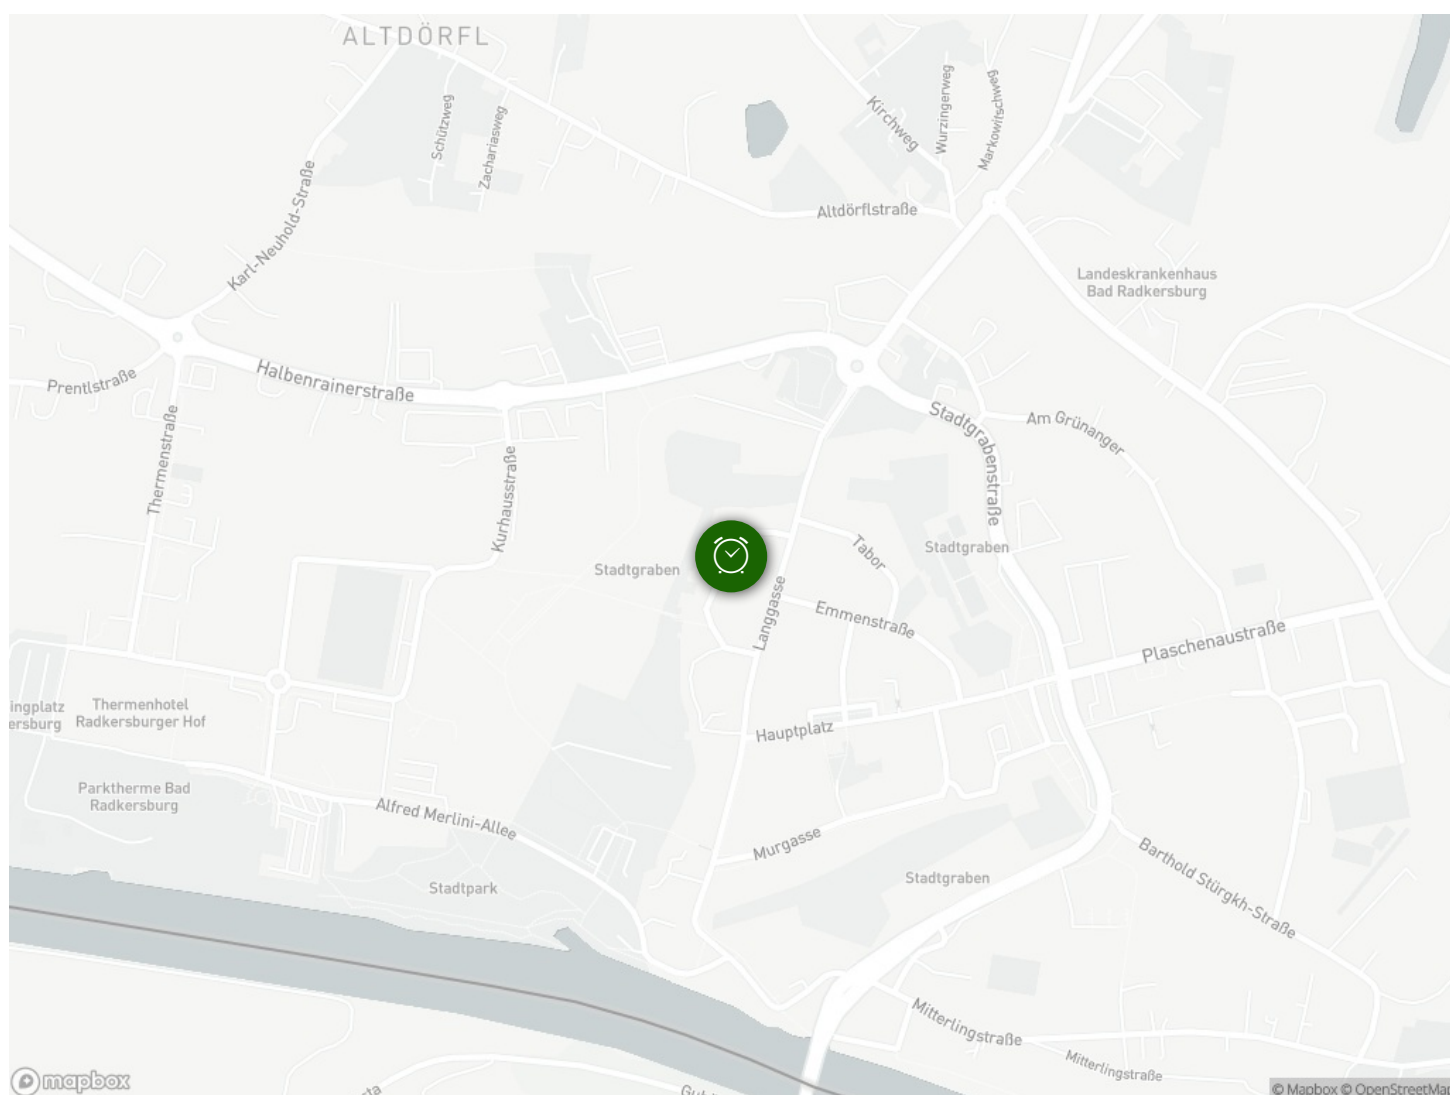 ALTDÖRFL
Schützweg
Zachariasweg
Kirchweg
Wurzingerweg
Markowitschweg
Altdörflstraße
Karl-Neuhold-Straße
Landeskrankenhaus
Bad Radkersburg
Prentlstraße
Halbenrainerstraße
Thermenstraße
Kurhausstraße
Stadtgrabenstraße
Am Grünanger
Stadtgraben
Tabor
Stadtgraben
Langgasse
Emmenstraße
Plaschenaustraße
ingplatz
ersburg
Thermenhotel
Radkersburger Hof
Hauptplatz
Parktherme Bad
Radkersburg
Alfred Merlini-Allee
Murgasse
Stadtpark
Stadtgraben
Barthold Stürgkh-Straße
Mitterlingstraße
Mitterlingstraße
mapbox
© Mapbox © OpenStreetMap